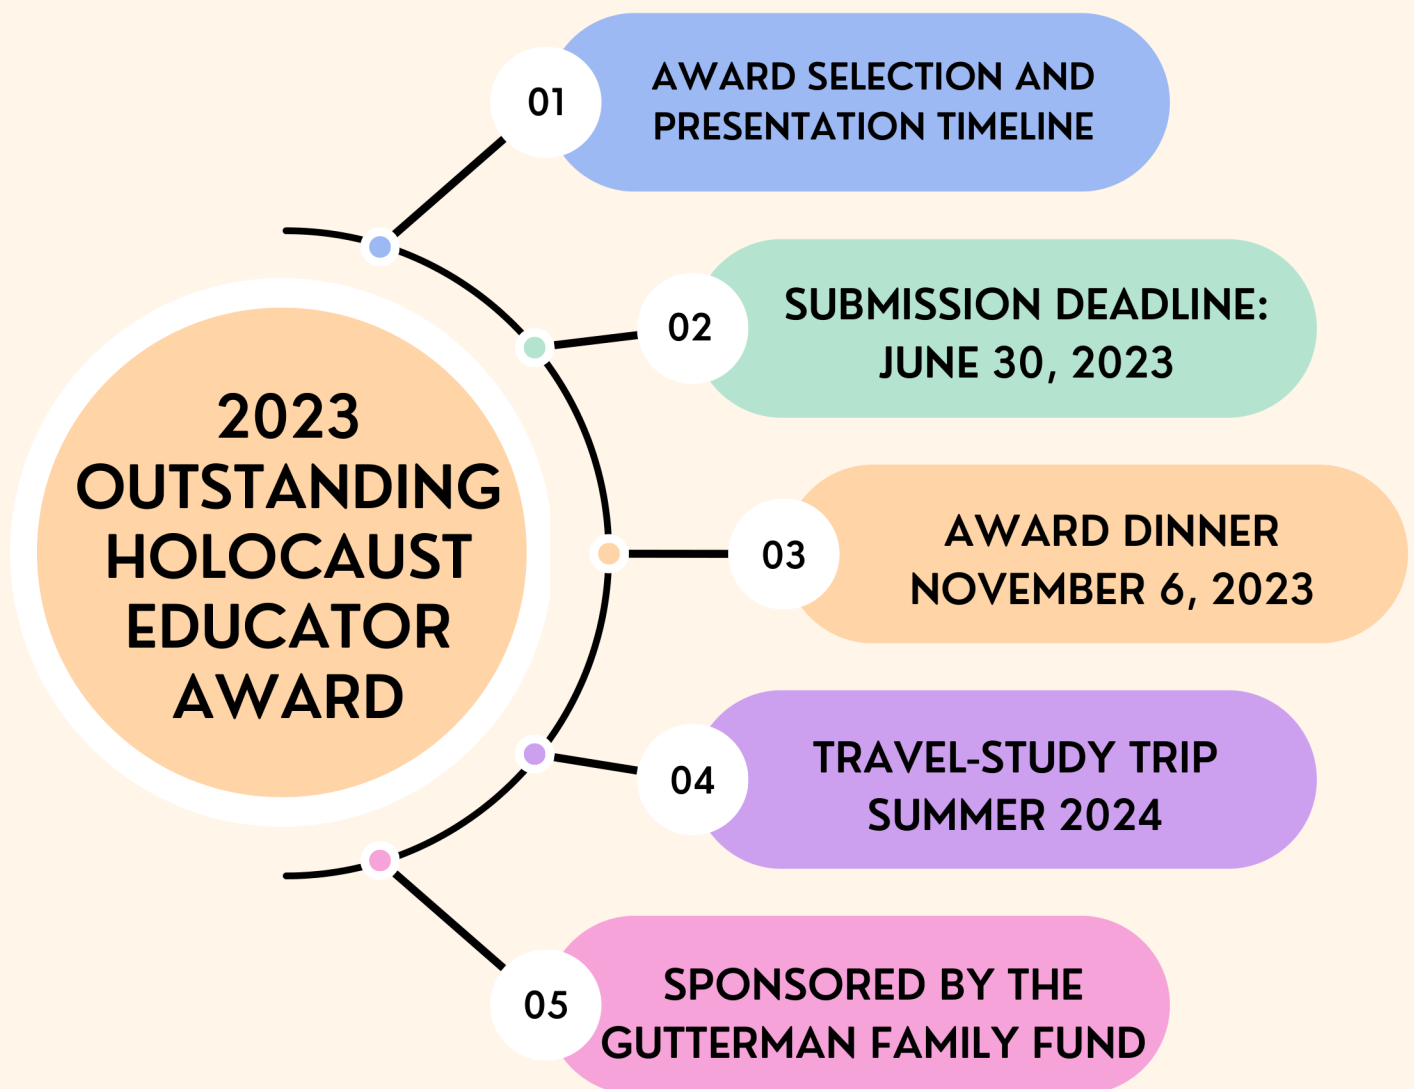 2023
OUTSTANDING
HOLOCAUST
EDUCATOR
AWARD
01
AWARD SELECTION AND
PRESENTATION TIMELINE
02
SUBMISSION DEADLINE:
JUNE 30, 2023
03
AWARD DINNER
NOVEMBER 6, 2023
04
TRAVEL-STUDY TRIP
SUMMER 2024
05
SPONSORED BY THE
GUTTERMAN FAMILY FUND